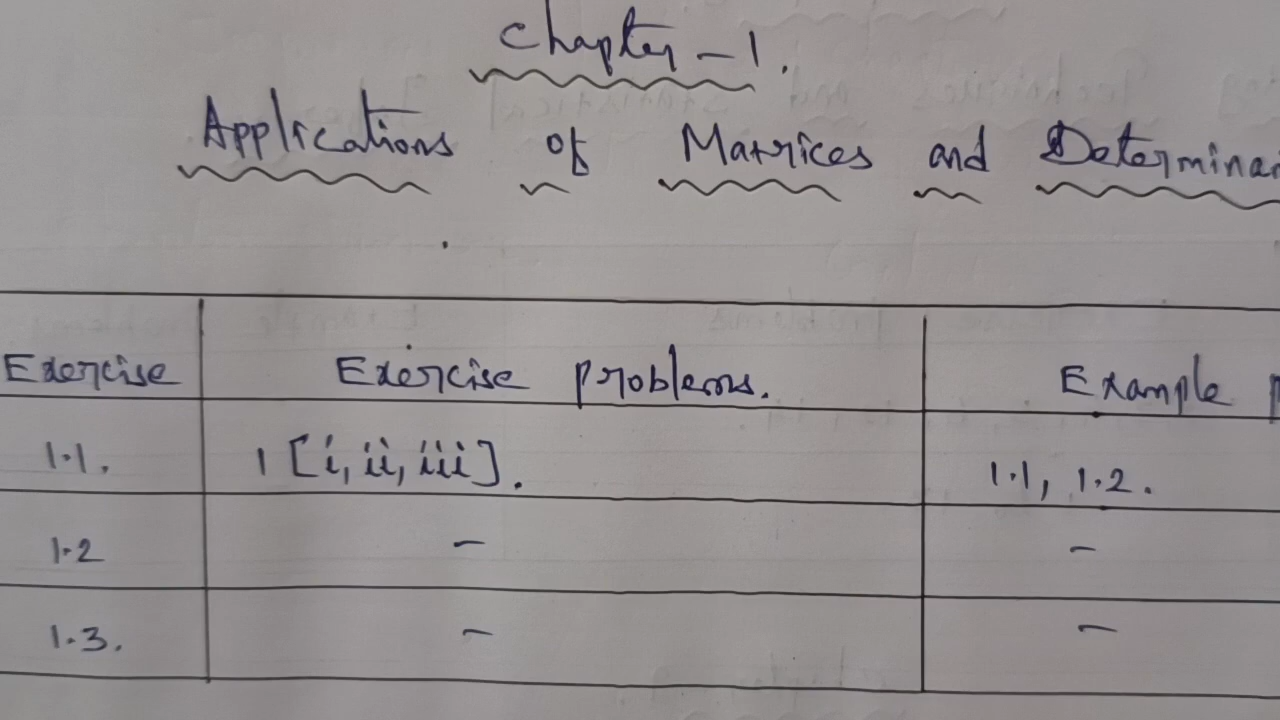 Chapter - 1.
Applications of Matrices and Determina
Exercise Exercise problems. Example p
1.1. 1 [i, ii, iii]. 1.1, 1.2.
1.2 - -
1.3. - -